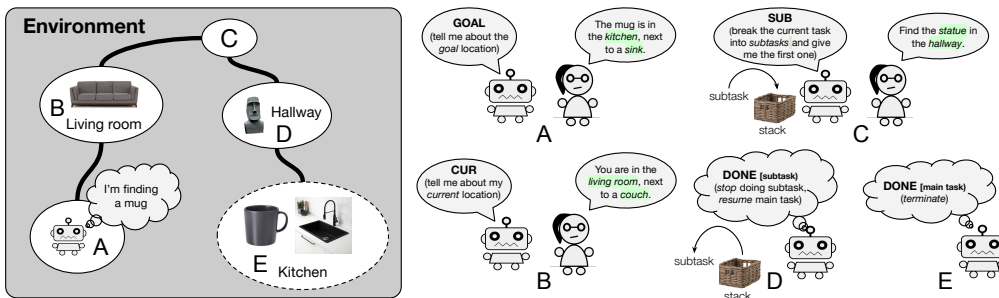 Environment
C
B
Living room
Hallway
D
I'm finding
a mug
A
E
Kitchen
GOAL
(tell me about the
goal location)
The mug is in
the kitchen, next
to a sink.
A
SUB
(break the current task
into subtasks and give
me the first one)
Find the statue in
the hallway.
subtask
stack
C
CUR
(tell me about my
current location)
You are in the
living room, next
to a couch.
B
DONE [subtask]
(stop doing subtask,
resume main task)
subtask
stack
D
DONE [main task]
(terminate)
E